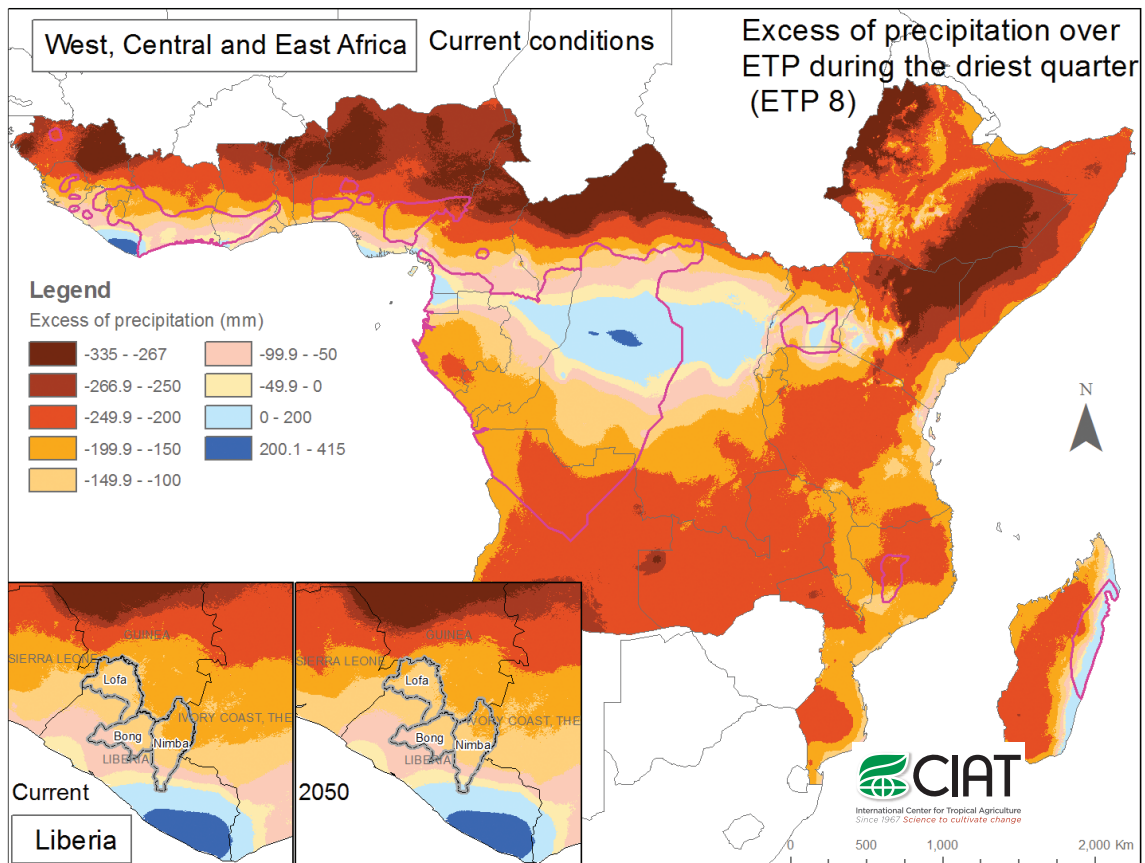 West, Central and East Africa
Current conditions
Excess of precipitation over
ETP during the driest quarter
(ETP 8)
Legend
Excess of precipitation (mm)
-335 - -267
-266.9 - -250
-249.9 - -200
-199.9 - -150
-149.9 - -100
-99.9 - -50
-49.9 - 0
0 - 200
200.1 - 415
N
GUINEA
SIERRA LEONE
Lofa
IVORY COAST, THE
Bong
Nimba
LIBERIA
Current
Liberia
GUINEA
SIERRA LEONE
Lofa
IVORY COAST, THE
Bong
Nimba
LIBERIA
2050
CIAT
International Center for Tropical Agriculture
Since 1967 Science to cultivate change
0 500 1,000 2,000 Km